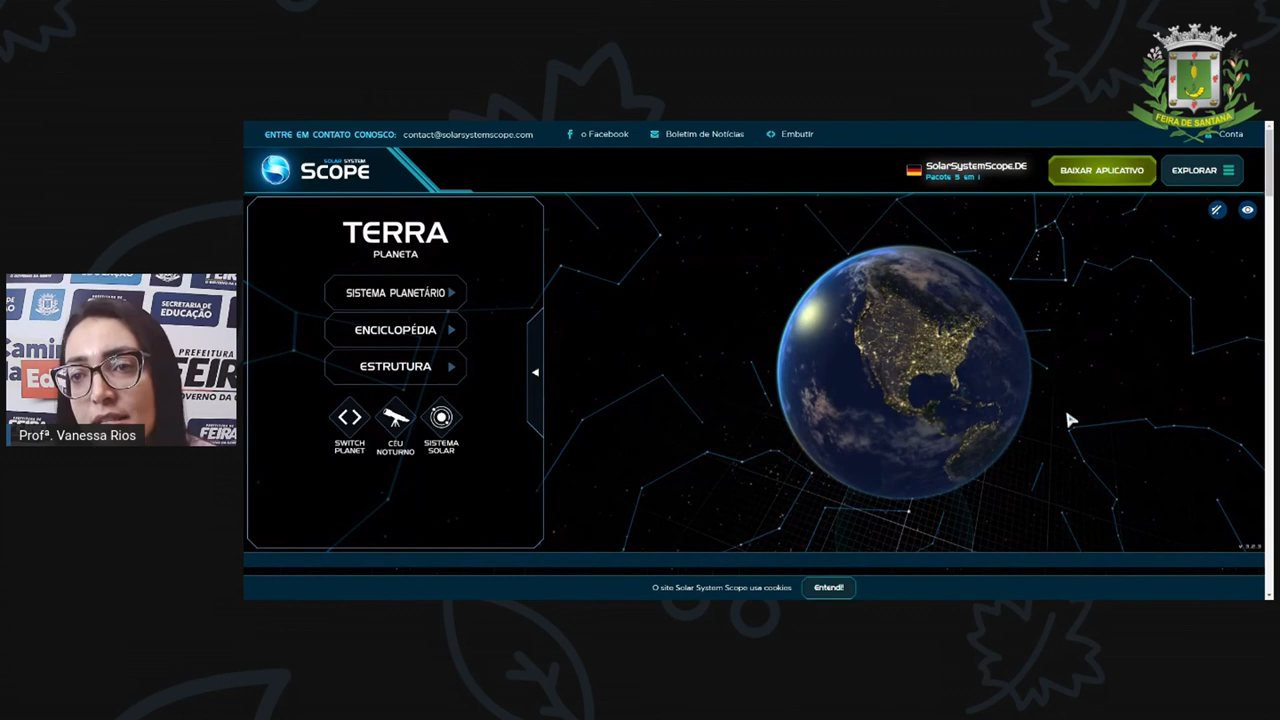 FEIRA DE SANTANA
ENTRE EM CONTATO CONOSCO: contact@solarsystemscope.com
o Facebook
Boletim de Notícias
Embutir
Conta
SOLAR SYSTEM
SCOPE
SolarSystemScope.DE
Pacote 5 em 1
BAIXAR APLICATIVO
EXPLORAR
TERRA
PLANETA
SISTEMA PLANETÁRIO
ENCICLOPÉDIA
ESTRUTURA
SWITCH
PLANET
CÉU
NOTURNO
SISTEMA
SOLAR
SECRETARIA DE
EDUCAÇÃO
PREFEITURA
FEIR
Profª. Vanessa Rios
O site Solar System Scope usa cookies
Entendi!